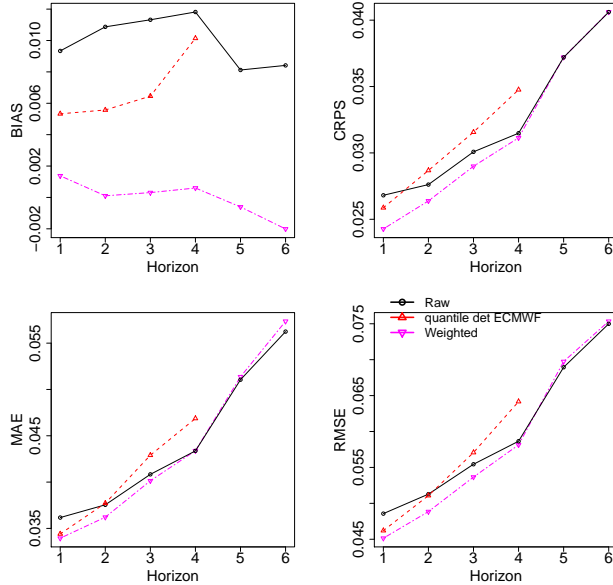 BIAS
0.010
0.006
0.002
−0.002
1 2 3 4 5 6
Horizon
CRPS
0.040
0.035
0.030
0.025
1 2 3 4 5 6
Horizon
MAE
0.055
0.045
0.035
1 2 3 4 5 6
Horizon
Raw
quantile det ECMWF
Weighted
RMSE
0.075
0.065
0.055
0.045
1 2 3 4 5 6
Horizon